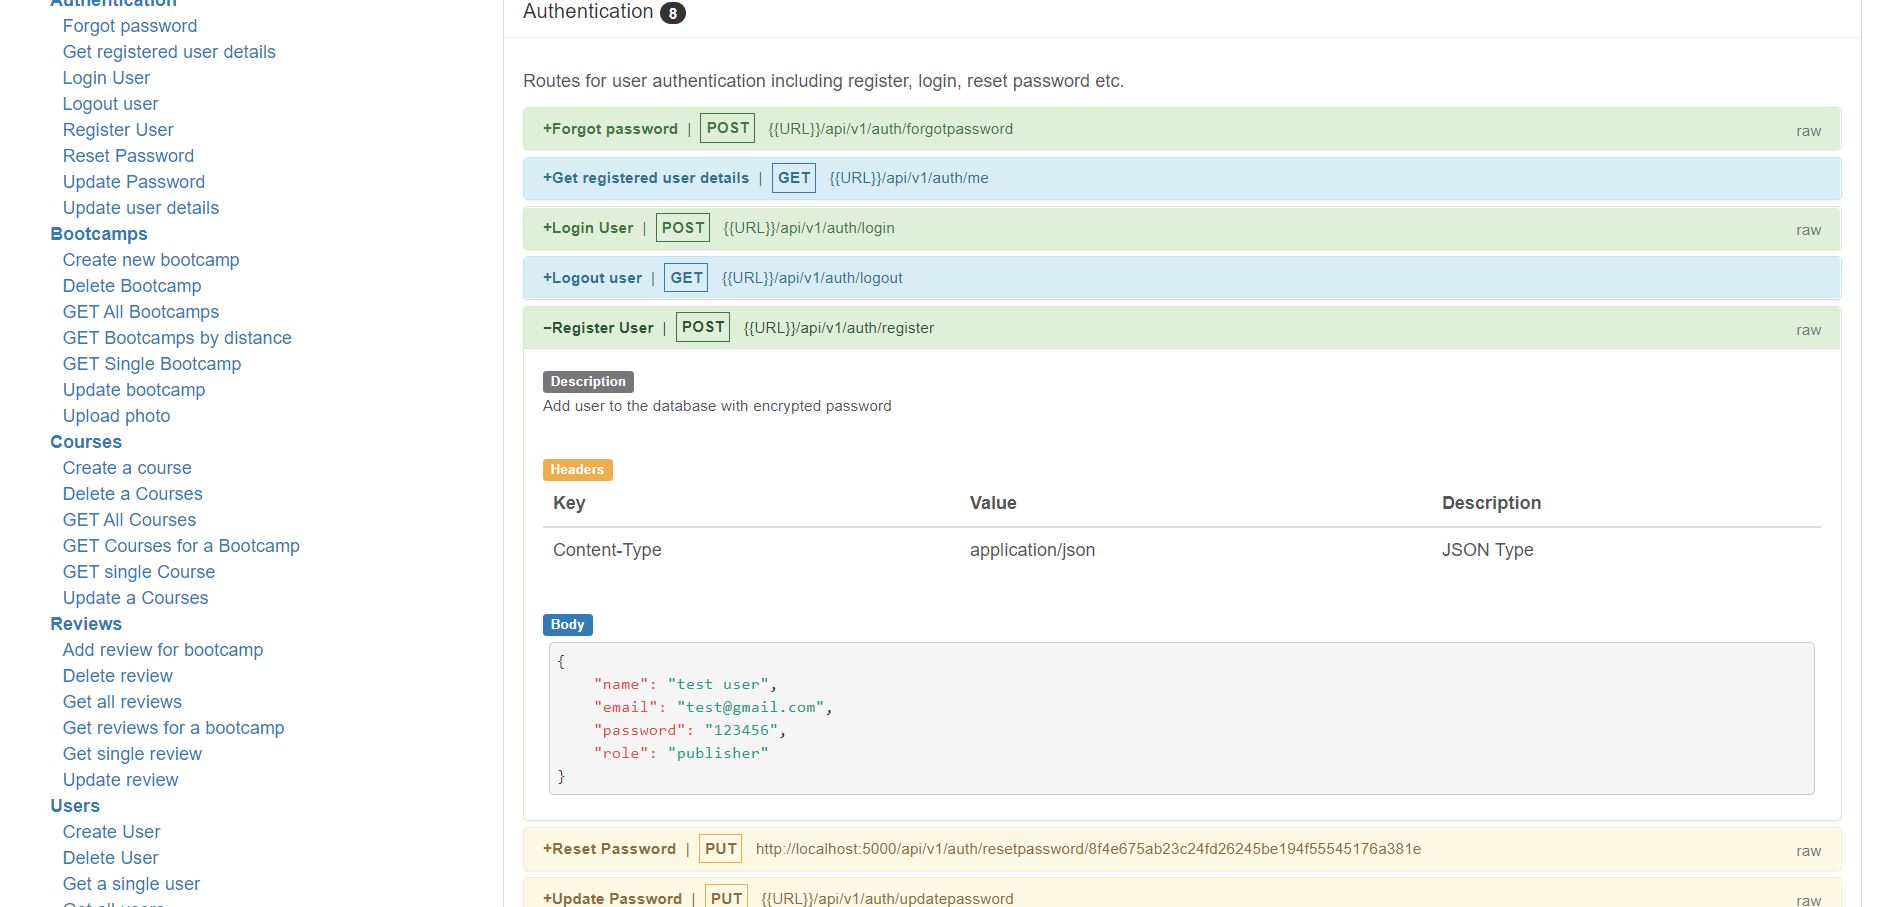 Authentication
Forgot password
Get registered user details
Login User
Logout user
Register User
Reset Password
Update Password
Update user details
Bootcamps
Create new bootcamp
Delete Bootcamp
GET All Bootcamps
GET Bootcamps by distance
GET Single Bootcamp
Update bootcamp
Upload photo
Courses
Create a course
Delete a Courses
GET All Courses
GET Courses for a Bootcamp
GET single Course
Update a Courses
Reviews
Add review for bootcamp
Delete review
Get all reviews
Get reviews for a bootcamp
Get single review
Update review
Users
Create User
Delete User
Get a single user
Get all users
Authentication 8
Routes for user authentication including register, login, reset password etc.
+Forgot password | POST {{URL}}/api/v1/auth/forgotpassword raw
+Get registered user details | GET {{URL}}/api/v1/auth/me
+Login User | POST {{URL}}/api/v1/auth/login raw
+Logout user | GET {{URL}}/api/v1/auth/logout
−Register User | POST {{URL}}/api/v1/auth/register raw
Description
Add user to the database with encrypted password
Headers
Key Value Description
Content-Type application/json JSON Type
Body
{
"name": "test user",
"email": "test@gmail.com",
"password": "123456",
"role": "publisher"
}
+Reset Password | PUT http://localhost:5000/api/v1/auth/resetpassword/8f4e675ab23c24fd26245be194f55545176a381e raw
+Update Password | PUT {{URL}}/api/v1/auth/updatepassword raw